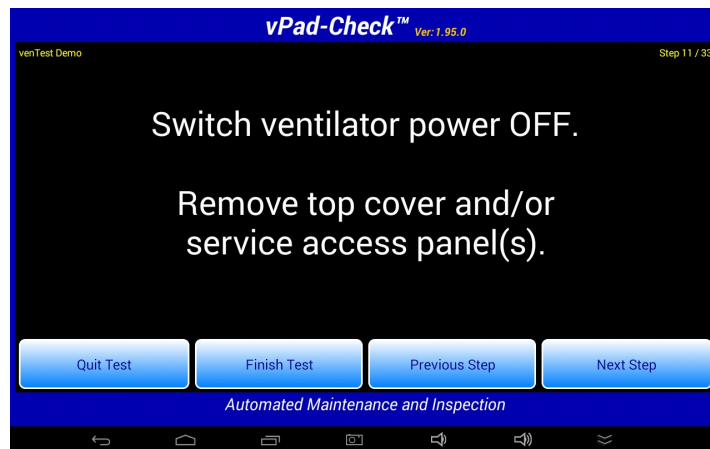 vPad-Check™ Ver: 1.95.0
venTest Demo
Step 11 / 33
Switch ventilator power OFF.
Remove top cover and/or
service access panel(s).
Quit Test
Finish Test
Previous Step
Next Step
Automated Maintenance and Inspection